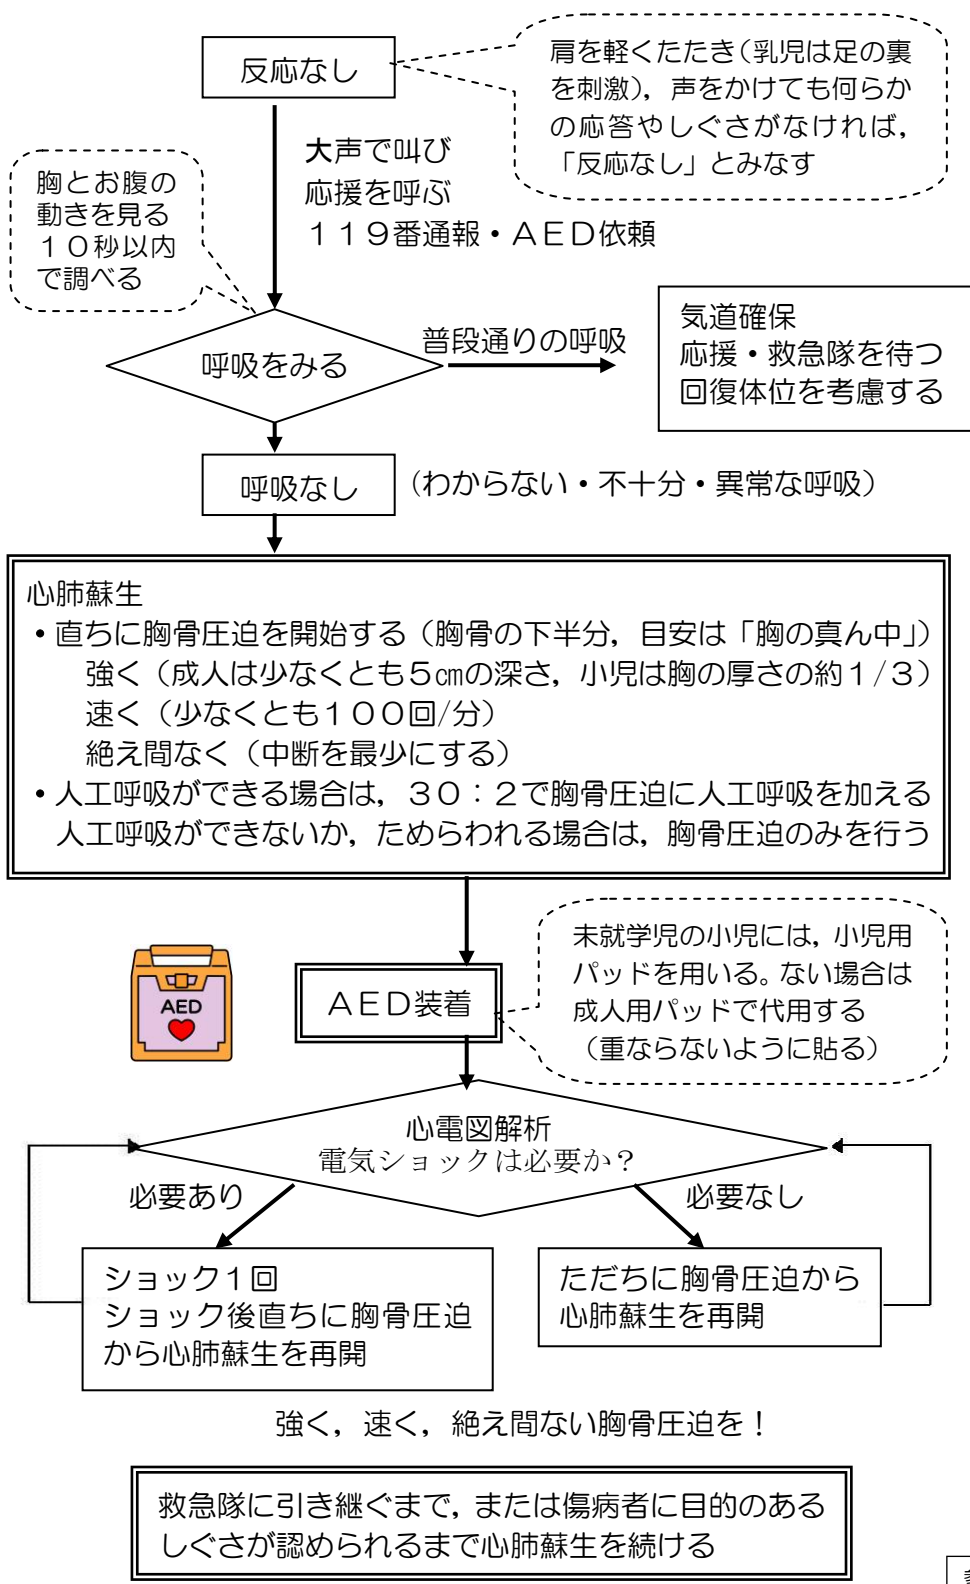 反応なし
肩を軽くたたき（乳児は足の裏
を刺激），声をかけても何らか
の応答やしぐさがなければ，
「反応なし」とみなす
大声で叫び
応援を呼ぶ
１１９番通報・ＡＥＤ依頼
胸とお腹の
動きを見る
１０秒以内
で調べる
呼吸をみる
普段通りの呼吸
気道確保
応援・救急隊を待つ
回復体位を考慮する
呼吸なし
（わからない・不十分・異常な呼吸）
心肺蘇生
・直ちに胸骨圧迫を開始する（胸骨の下半分，目安は「胸の真ん中」）
強く（成人は少なくとも５㎝の深さ，小児は胸の厚さの約１/３）
速く（少なくとも１００回/分）
絶え間なく（中断を最少にする）
・人工呼吸ができる場合は，３０：２で胸骨圧迫に人工呼吸を加える
人工呼吸ができないか，ためらわれる場合は，胸骨圧迫のみを行う
AED
ＡＥＤ装着
未就学児の小児には，小児用
パッドを用いる。ない場合は
成人用パッドで代用する
（重ならないように貼る）
心電図解析
電気ショックは必要か？
必要あり
必要なし
ショック１回
ショック後直ちに胸骨圧迫
から心肺蘇生を再開
ただちに胸骨圧迫から
心肺蘇生を再開
強く，速く，絶え間ない胸骨圧迫を！
救急隊に引き継ぐまで，または傷病者に目的のある
しぐさが認められるまで心肺蘇生を続ける